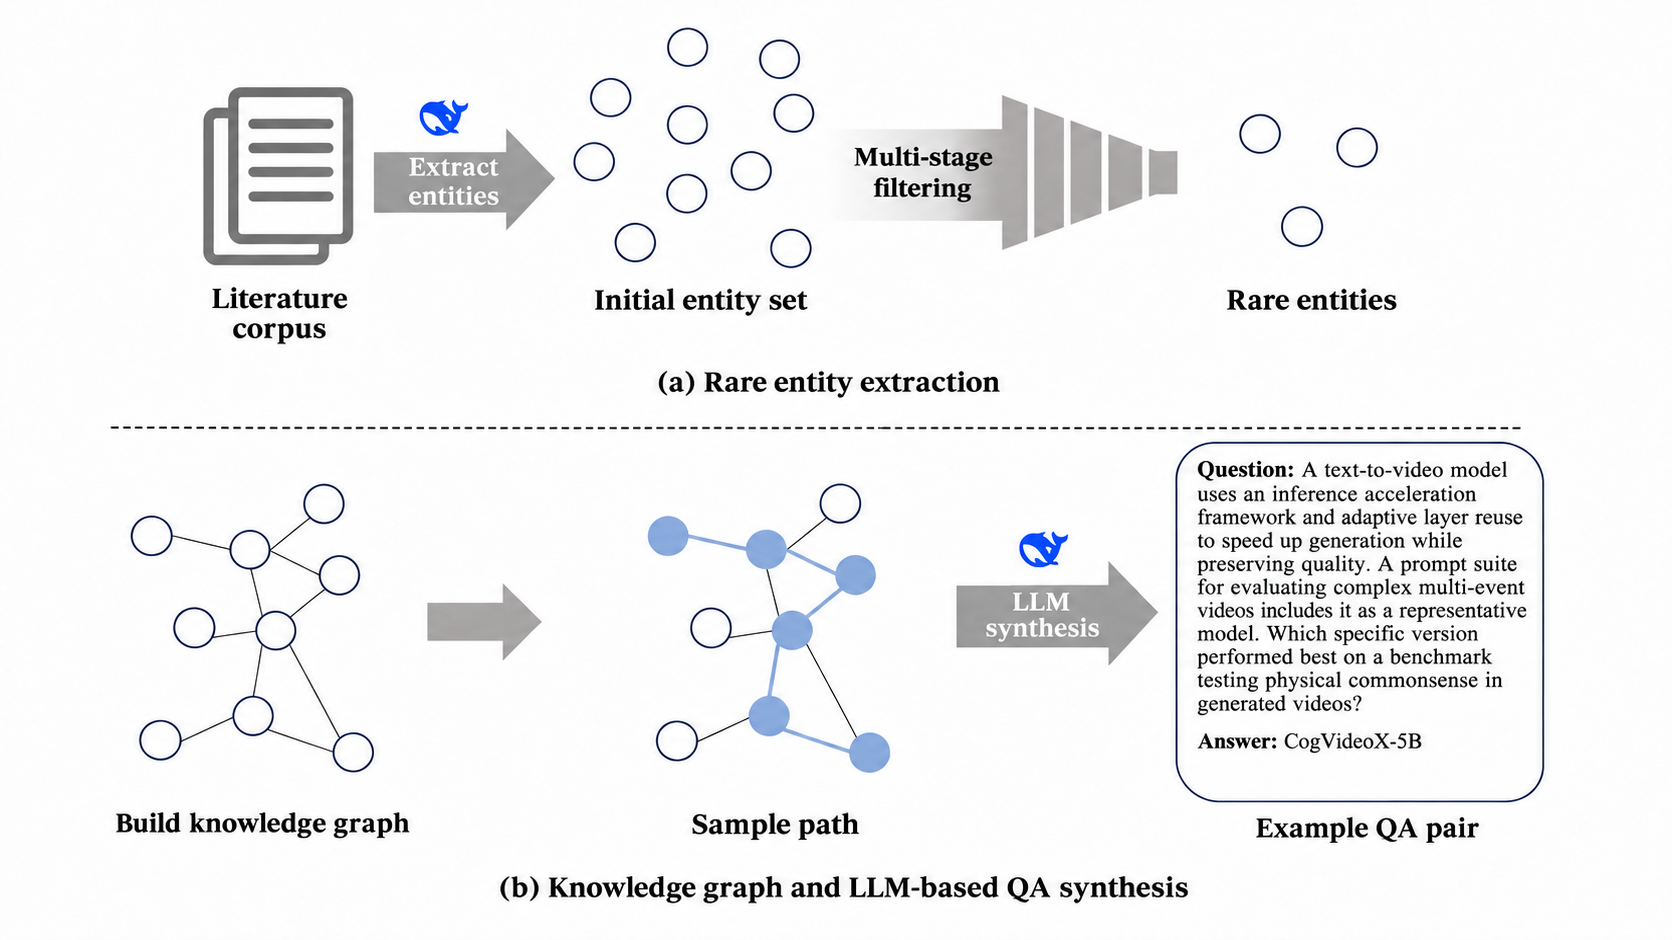 Extract
entities
Multi-stage
filtering
Literature
corpus
Initial entity set
Rare entities
(a) Rare entity extraction
Question: A text-to-video model
uses an inference acceleration
framework and adaptive layer reuse
to speed up generation while
preserving quality. A prompt suite
for evaluating complex multi-event
videos includes it as a representative
model. Which specific version
performed best on a benchmark
testing physical commonsense in
generated videos?
Answer: CogVideoX-5B
LLM
synthesis
Build knowledge graph
Sample path
Example QA pair
(b) Knowledge graph and LLM-based QA synthesis